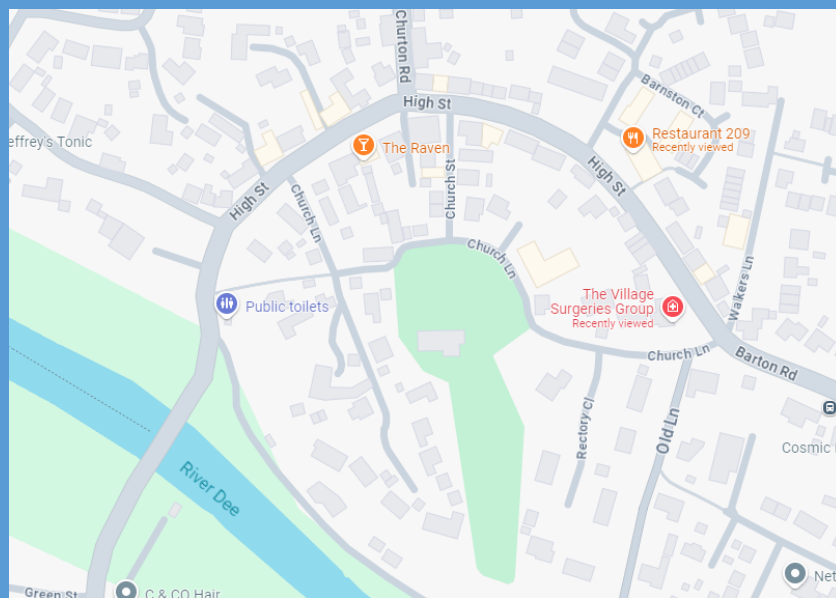 Churton Rd
High St
Barnston Ct
effrey's Tonic
The Raven
Restaurant 209
Recently viewed
High St
Church St
High St
Church Ln
Church Ln
Walkers Ln
The Village
Surgeries Group
Recently viewed
Public toilets
Church Ln
Barton Rd
Rectory Cl
Old Ln
Cosmic
River Dee
Net
Green St
C & CO Hair